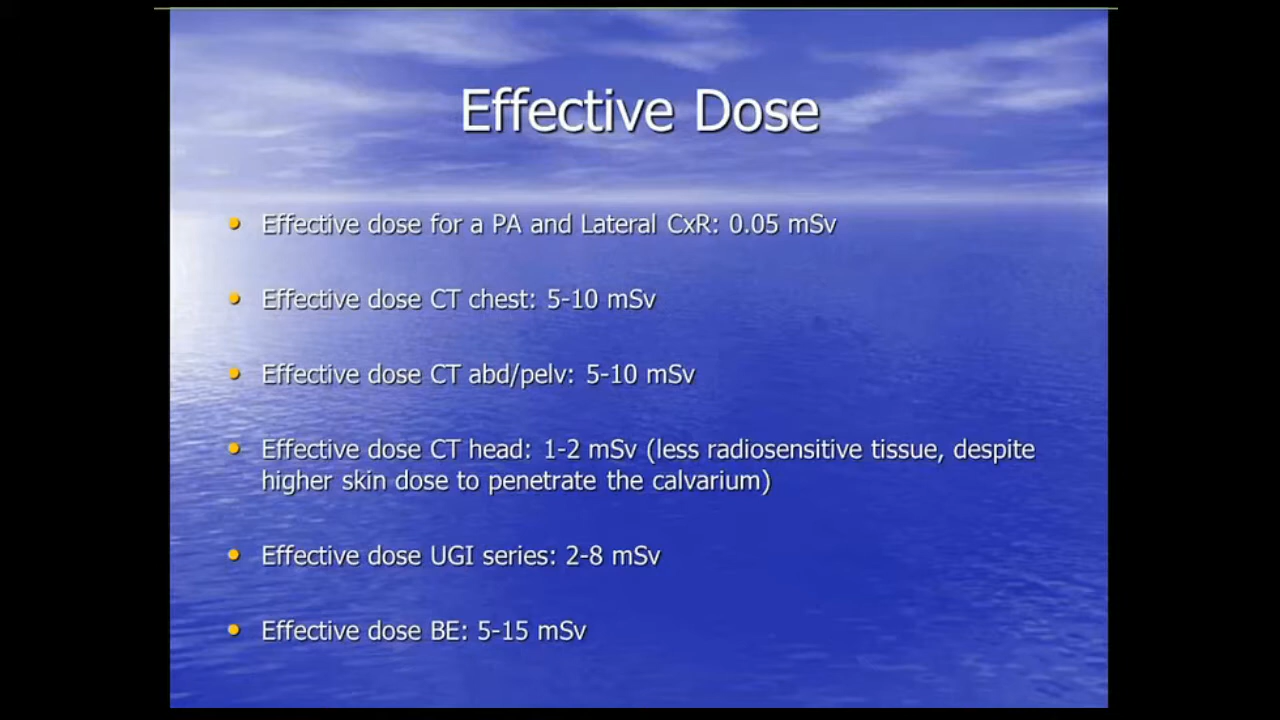 Effective Dose
• Effective dose for a PA and Lateral CxR: 0.05 mSv
• Effective dose CT chest: 5-10 mSv
• Effective dose CT abd/pelv: 5-10 mSv
• Effective dose CT head: 1-2 mSv (less radiosensitive tissue, despite
higher skin dose to penetrate the calvarium)
• Effective dose UGI series: 2-8 mSv
• Effective dose BE: 5-15 mSv